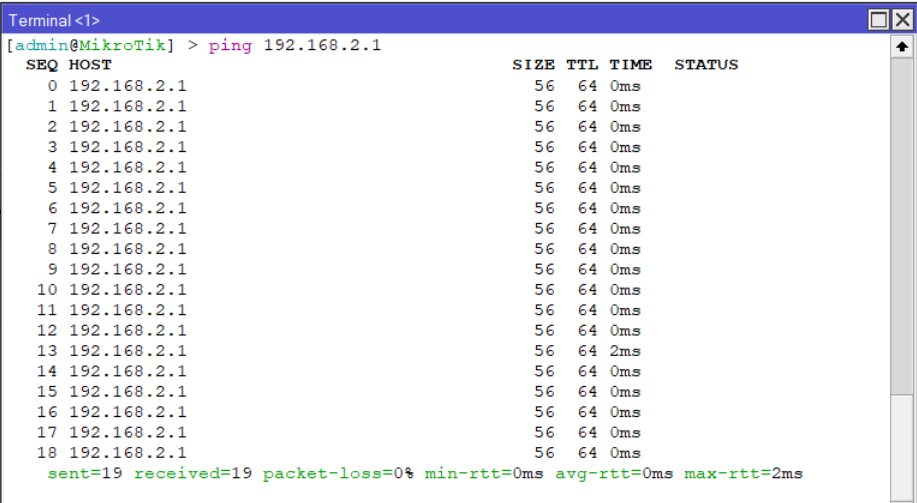 Terminal <1>
[admin@MikroTik] > ping 192.168.2.1
SEQ HOST SIZE TTL TIME STATUS
0 192.168.2.1 56 64 0ms
1 192.168.2.1 56 64 0ms
2 192.168.2.1 56 64 0ms
3 192.168.2.1 56 64 0ms
4 192.168.2.1 56 64 0ms
5 192.168.2.1 56 64 0ms
6 192.168.2.1 56 64 0ms
7 192.168.2.1 56 64 0ms
8 192.168.2.1 56 64 0ms
9 192.168.2.1 56 64 0ms
10 192.168.2.1 56 64 0ms
11 192.168.2.1 56 64 0ms
12 192.168.2.1 56 64 0ms
13 192.168.2.1 56 64 2ms
14 192.168.2.1 56 64 0ms
15 192.168.2.1 56 64 0ms
16 192.168.2.1 56 64 0ms
17 192.168.2.1 56 64 0ms
18 192.168.2.1 56 64 0ms
sent=19 received=19 packet-loss=0% min-rtt=0ms avg-rtt=0ms max-rtt=2ms